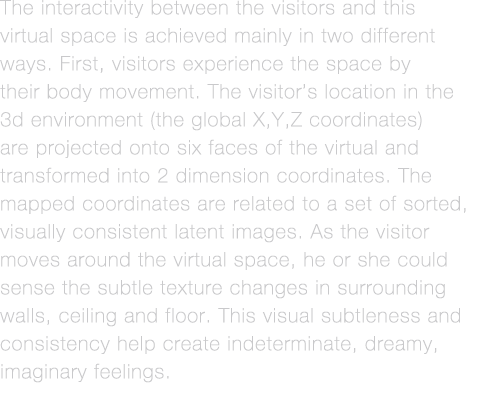 The interactivity between the visitors and this
virtual space is achieved mainly in two different
ways. First, visitors experience the space by
their body movement. The visitor's location in the
3d environment (the global X,Y,Z coordinates)
are projected onto six faces of the virtual and
transformed into 2 dimension coordinates. The
mapped coordinates are related to a set of sorted,
visually consistent latent images. As the visitor
moves around the virtual space, he or she could
sense the subtle texture changes in surrounding
walls, ceiling and floor. This visual subtleness and
consistency help create indeterminate, dreamy,
imaginary feelings.